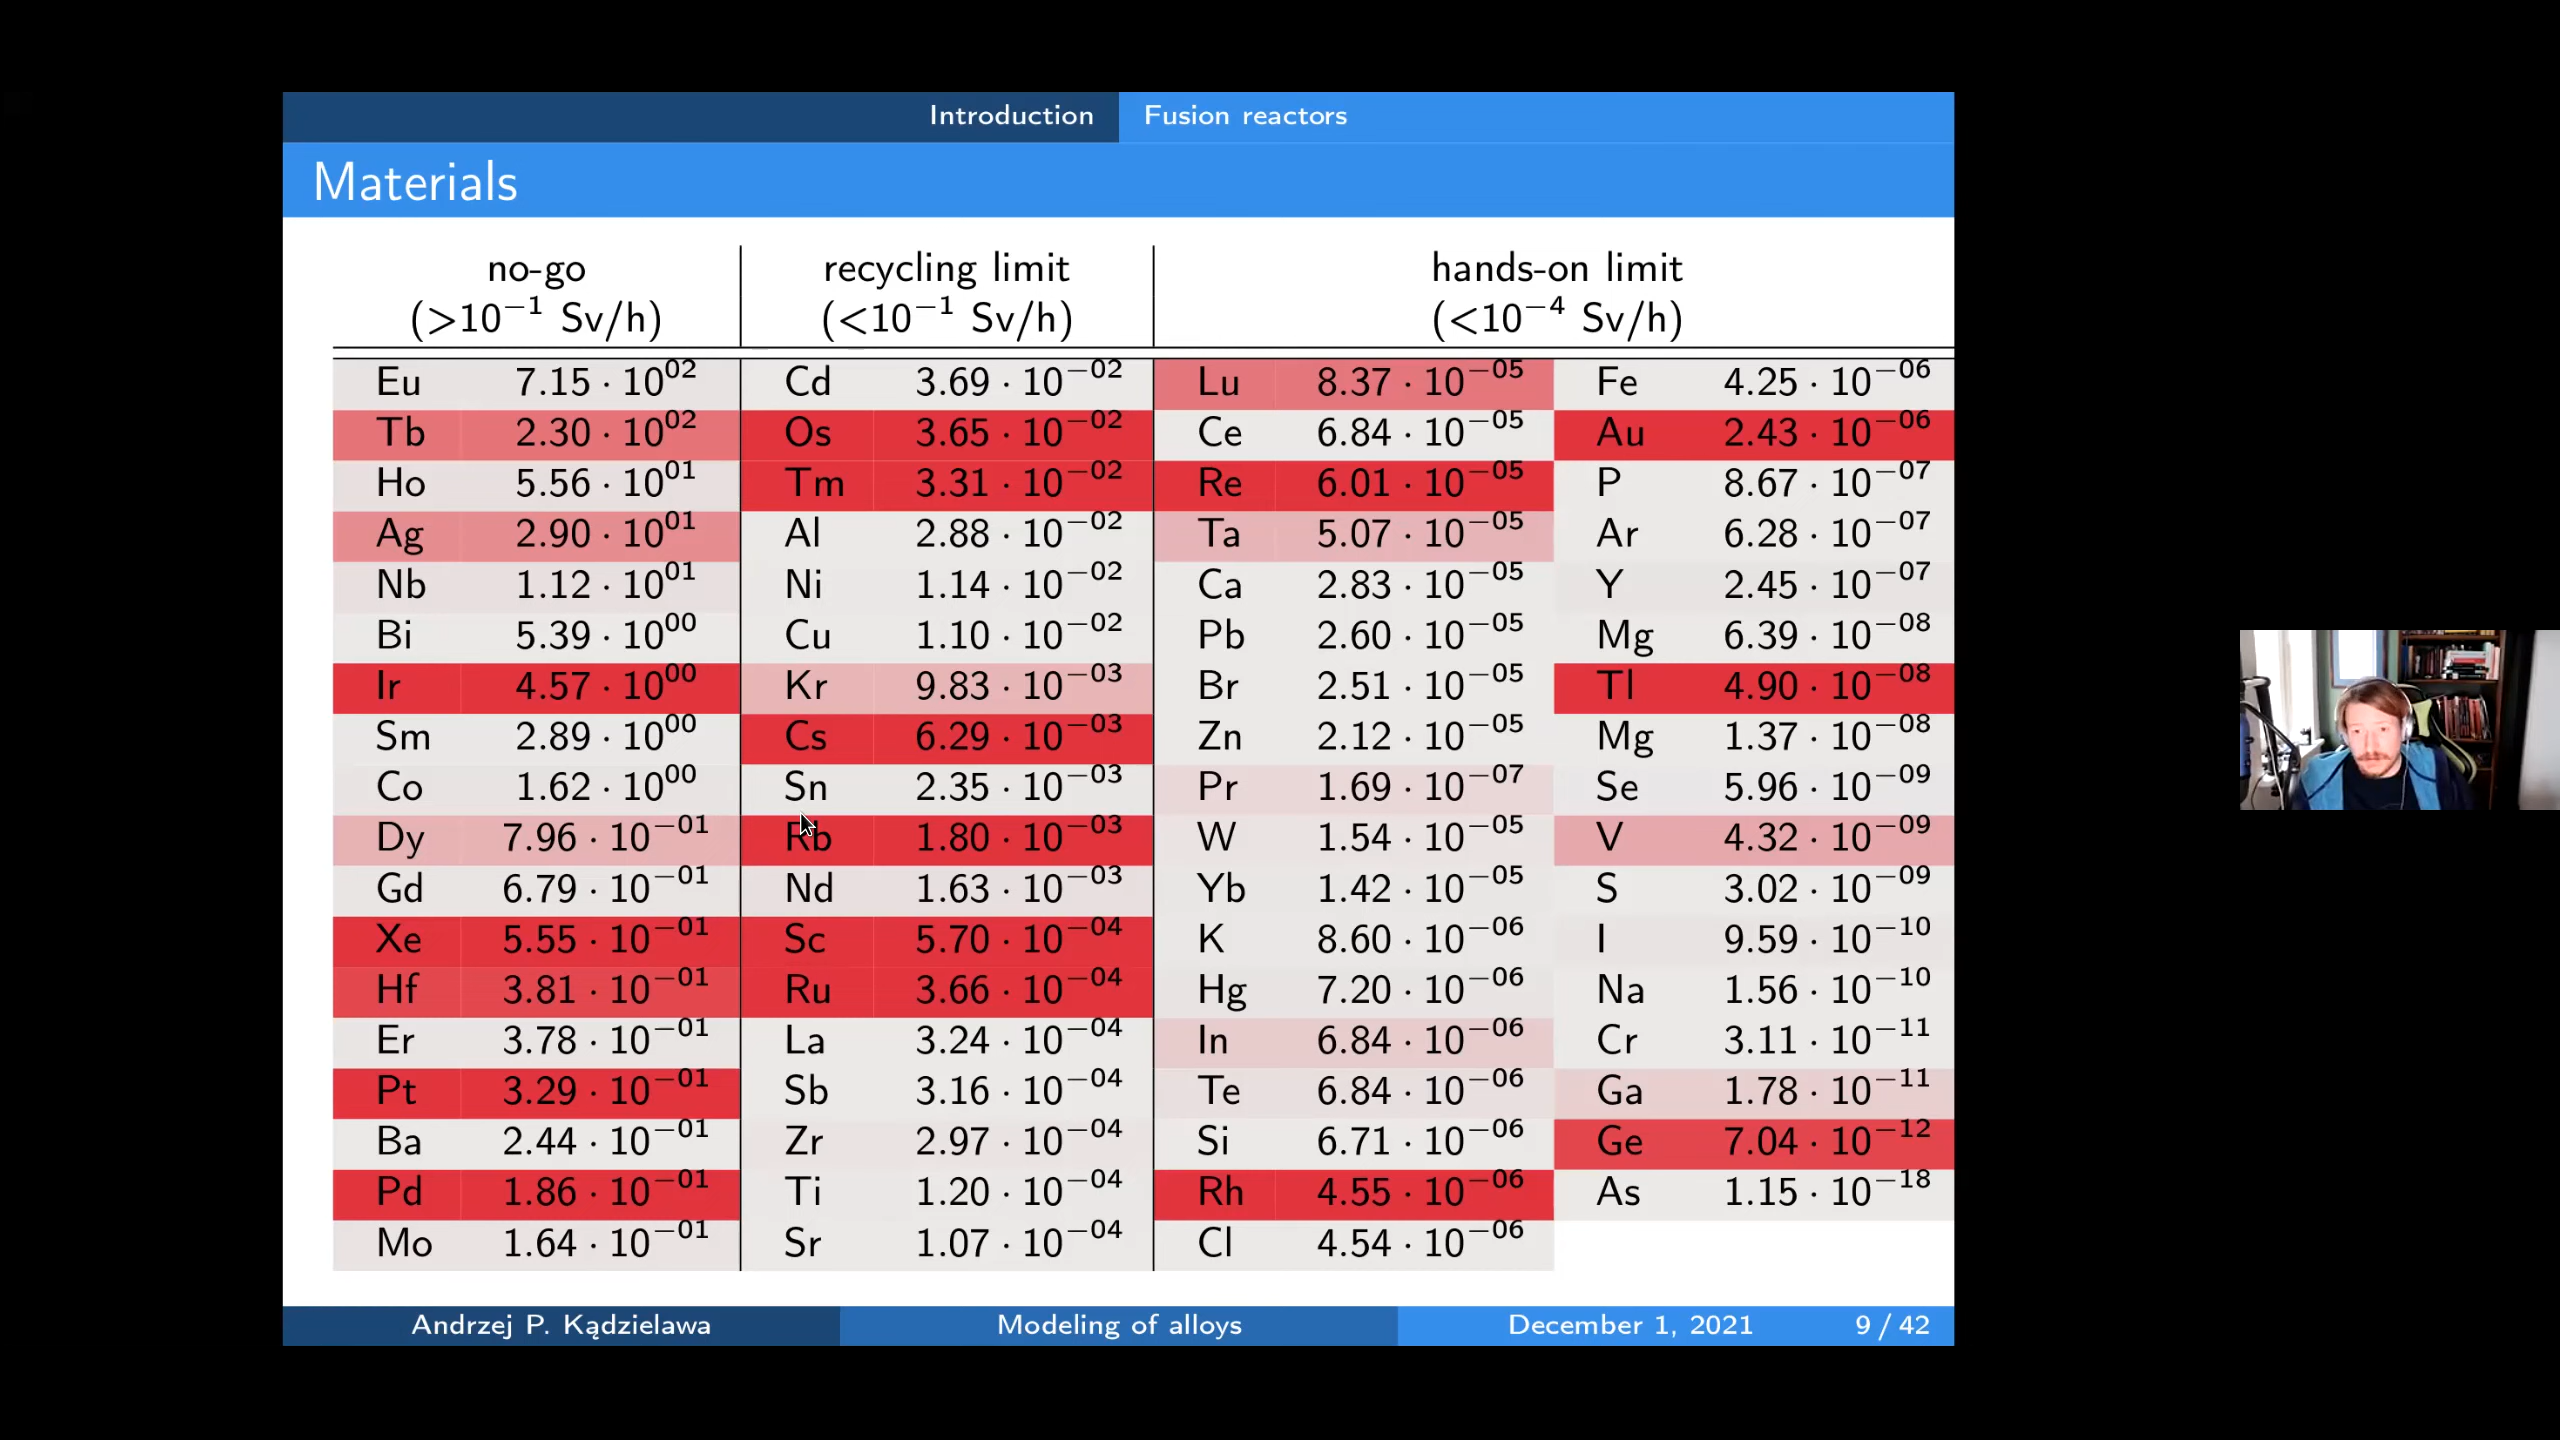 Introduction Fusion reactors
Materials
no-go recycling limit hands-on limit
(>10⁻¹ Sv/h) (<10⁻¹ Sv/h) (<10⁻⁴ Sv/h)
Eu 7.15 · 10⁰² Cd 3.69 · 10⁻⁰² Lu 8.37 · 10⁻⁰⁵ Fe 4.25 · 10⁻⁰⁶
Tb 2.30 · 10⁰² Os 3.65 · 10⁻⁰² Ce 6.84 · 10⁻⁰⁵ Au 2.43 · 10⁻⁰⁶
Ho 5.56 · 10⁰¹ Tm 3.31 · 10⁻⁰² Re 6.01 · 10⁻⁰⁵ P 8.67 · 10⁻⁰⁷
Ag 2.90 · 10⁰¹ Al 2.88 · 10⁻⁰² Ta 5.07 · 10⁻⁰⁵ Ar 6.28 · 10⁻⁰⁷
Nb 1.12 · 10⁰¹ Ni 1.14 · 10⁻⁰² Ca 2.83 · 10⁻⁰⁵ Y 2.45 · 10⁻⁰⁷
Bi 5.39 · 10⁰⁰ Cu 1.10 · 10⁻⁰² Pb 2.60 · 10⁻⁰⁵ Mg 6.39 · 10⁻⁰⁸
Ir 4.57 · 10⁰⁰ Kr 9.83 · 10⁻⁰³ Br 2.51 · 10⁻⁰⁵ Tl 4.90 · 10⁻⁰⁸
Sm 2.89 · 10⁰⁰ Cs 6.29 · 10⁻⁰³ Zn 2.12 · 10⁻⁰⁵ Mg 1.37 · 10⁻⁰⁸
Co 1.62 · 10⁰⁰ Sn 2.35 · 10⁻⁰³ Pr 1.69 · 10⁻⁰⁷ Se 5.96 · 10⁻⁰⁹
Dy 7.96 · 10⁻⁰¹ Rb 1.80 · 10⁻⁰³ W 1.54 · 10⁻⁰⁵ V 4.32 · 10⁻⁰⁹
Gd 6.79 · 10⁻⁰¹ Nd 1.63 · 10⁻⁰³ Yb 1.42 · 10⁻⁰⁵ S 3.02 · 10⁻⁰⁹
Xe 5.55 · 10⁻⁰¹ Sc 5.70 · 10⁻⁰⁴ K 8.60 · 10⁻⁰⁶ I 9.59 · 10⁻¹⁰
Hf 3.81 · 10⁻⁰¹ Ru 3.66 · 10⁻⁰⁴ Hg 7.20 · 10⁻⁰⁶ Na 1.56 · 10⁻¹⁰
Er 3.78 · 10⁻⁰¹ La 3.24 · 10⁻⁰⁴ In 6.84 · 10⁻⁰⁶ Cr 3.11 · 10⁻¹¹
Pt 3.29 · 10⁻⁰¹ Sb 3.16 · 10⁻⁰⁴ Te 6.84 · 10⁻⁰⁶ Ga 1.78 · 10⁻¹¹
Ba 2.44 · 10⁻⁰¹ Zr 2.97 · 10⁻⁰⁴ Si 6.71 · 10⁻⁰⁶ Ge 7.04 · 10⁻¹²
Pd 1.86 · 10⁻⁰¹ Ti 1.20 · 10⁻⁰⁴ Rh 4.55 · 10⁻⁰⁶ As 1.15 · 10⁻¹⁸
Mo 1.64 · 10⁻⁰¹ Sr 1.07 · 10⁻⁰⁴ Cl 4.54 · 10⁻⁰⁶
Andrzej P. Kądzielawa Modeling of alloys December 1, 2021 9 / 42